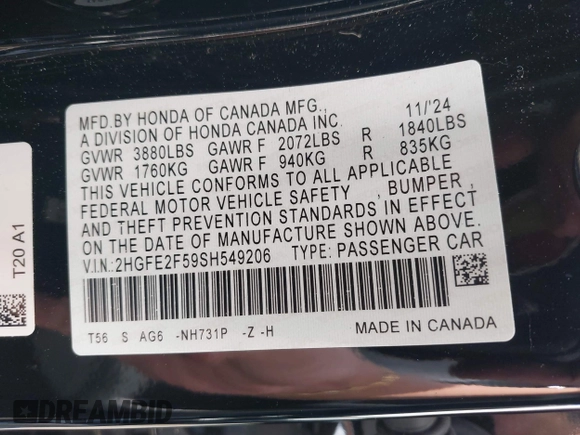 MFD.BY HONDA OF CANADA MFG., 11/'24
A DIVISION OF HONDA CANADA INC.
GVWR 3880LBS GAWR F 2072LBS R 1840LBS
GVWR 1760KG GAWR F 940KG R 835KG
THIS VEHICLE CONFORMS TO ALL APPLICABLE
FEDERAL MOTOR VEHICLE SAFETY , BUMPER,
AND THEFT PREVENTION STANDARDS IN EFFECT
ON THE DATE OF MANUFACTURE SHOWN ABOVE.
V.I.N.:2HGFE2F59SH549206 TYPE: PASSENGER CAR
T56 S AG6 -NH731P -Z -H
MADE IN CANADA
T20 A1
DREAMBID